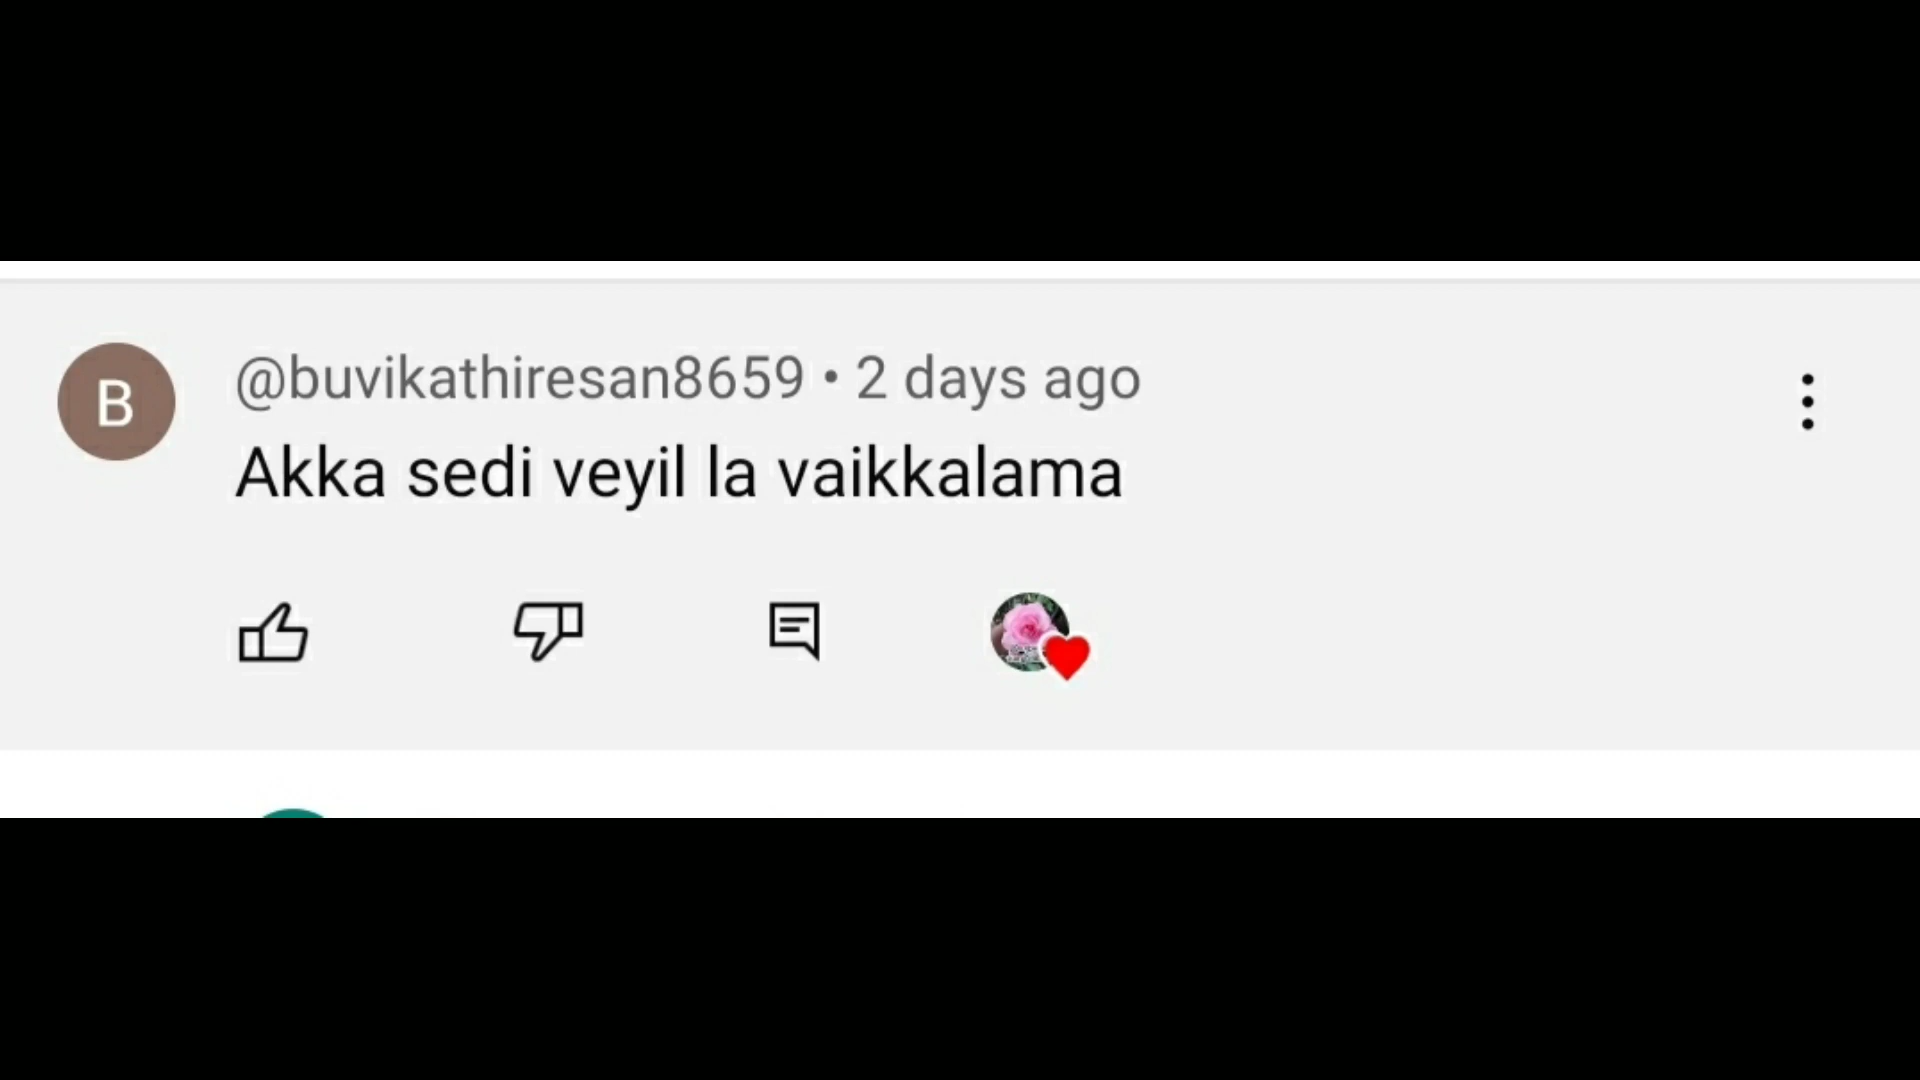 B
@buvikathiresan8659 • 2 days ago
Akka sedi veyil la vaikkalama